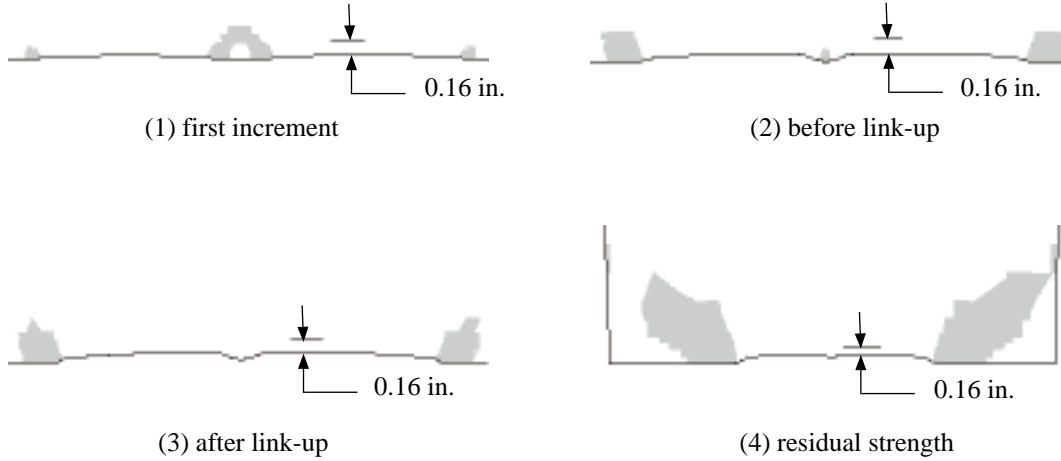 0.16 in.
(1) first increment
0.16 in.
(2) before link-up
0.16 in.
(3) after link-up
0.16 in.
(4) residual strength